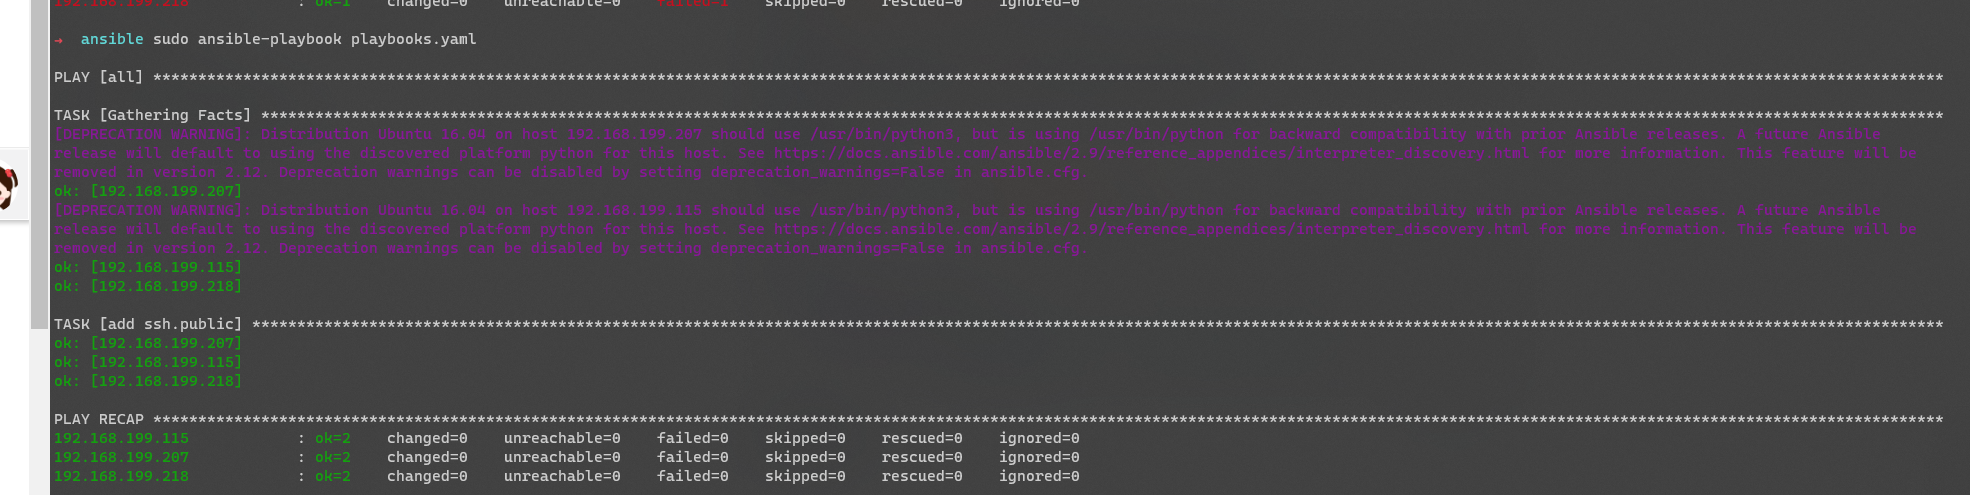 192.168.199.218 : ok=1 changed=0 unreachable=0 failed=1 skipped=0 rescued=0 ignored=0
→ ansible sudo ansible-playbook playbooks.yaml
PLAY [all] ***************************************************************************************************************************************************************************************************
TASK [Gathering Facts] ***************************************************************************************************************************************************************************************
[DEPRECATION WARNING]: Distribution Ubuntu 16.04 on host 192.168.199.207 should use /usr/bin/python3, but is using /usr/bin/python for backward compatibility with prior Ansible releases. A future Ansible
release will default to using the discovered platform python for this host. See https://docs.ansible.com/ansible/2.9/reference_appendices/interpreter_discovery.html for more information. This feature will be
removed in version 2.12. Deprecation warnings can be disabled by setting deprecation_warnings=False in ansible.cfg.
ok: [192.168.199.207]
[DEPRECATION WARNING]: Distribution Ubuntu 16.04 on host 192.168.199.115 should use /usr/bin/python3, but is using /usr/bin/python for backward compatibility with prior Ansible releases. A future Ansible
release will default to using the discovered platform python for this host. See https://docs.ansible.com/ansible/2.9/reference_appendices/interpreter_discovery.html for more information. This feature will be
removed in version 2.12. Deprecation warnings can be disabled by setting deprecation_warnings=False in ansible.cfg.
ok: [192.168.199.115]
ok: [192.168.199.218]
TASK [add ssh.public] ****************************************************************************************************************************************************************************************
ok: [192.168.199.207]
ok: [192.168.199.115]
ok: [192.168.199.218]
PLAY RECAP ***************************************************************************************************************************************************************************************************
192.168.199.115 : ok=2 changed=0 unreachable=0 failed=0 skipped=0 rescued=0 ignored=0
192.168.199.207 : ok=2 changed=0 unreachable=0 failed=0 skipped=0 rescued=0 ignored=0
192.168.199.218 : ok=2 changed=0 unreachable=0 failed=0 skipped=0 rescued=0 ignored=0